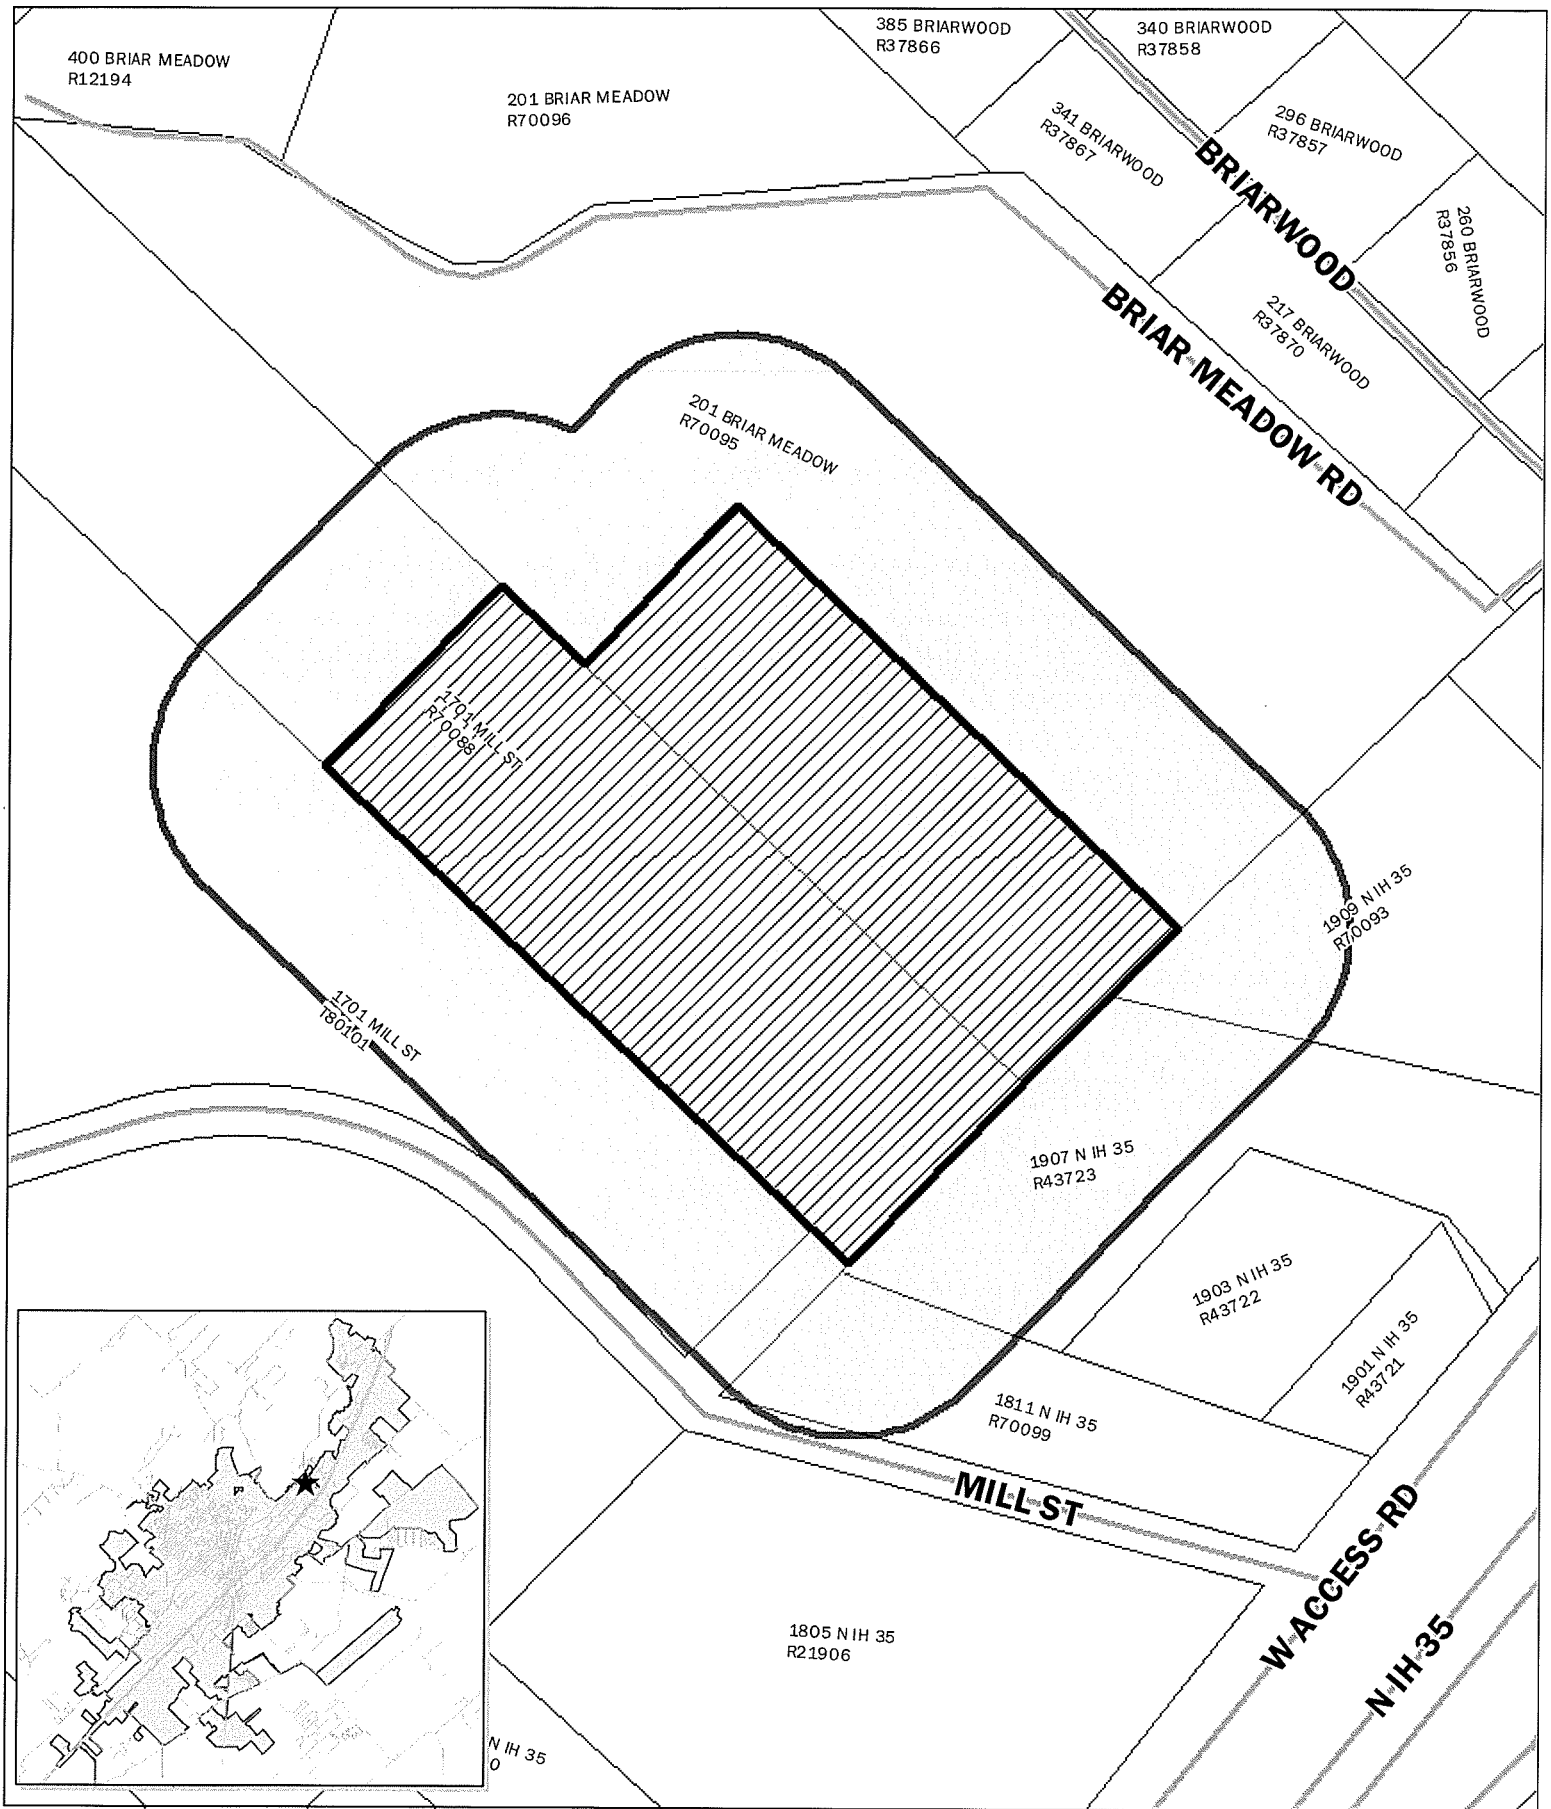 400 BRIAR MEADOW
R12194
201 BRIAR MEADOW
R70096
385 BRIARWOOD
R37866
340 BRIARWOOD
R37858
341 BRIARWOOD
R37867
296 BRIARWOOD
R37857
BRIARWOOD
260 BRIARWOOD
R37856
217 BRIARWOOD
R37870
BRIAR MEADOW RD
201 BRIAR MEADOW
R70095
1701 MILL ST
R70088
1909 N IH 35
R70093
1701 MILL ST
T80101
1907 N IH 35
R43723
1903 N IH 35
R43722
1901 N IH 35
R43721
1811 N IH 35
R70099
MILL ST
W ACCESS RD
N IH 35
1805 N IH 35
R21906
N IH 35
0